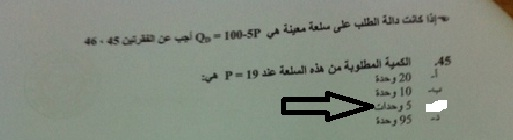 إذا كانت دالة الطلب على سلعة معينة هي QD = 100-5P أجب عن الفقرتين 45 - 46
45. الكمية المطلوبة من هذه السلعة عند P = 19 هي:
أ- 20 وحدة
ب- 10 وحدة
5 وحدات
د- 95 وحدة